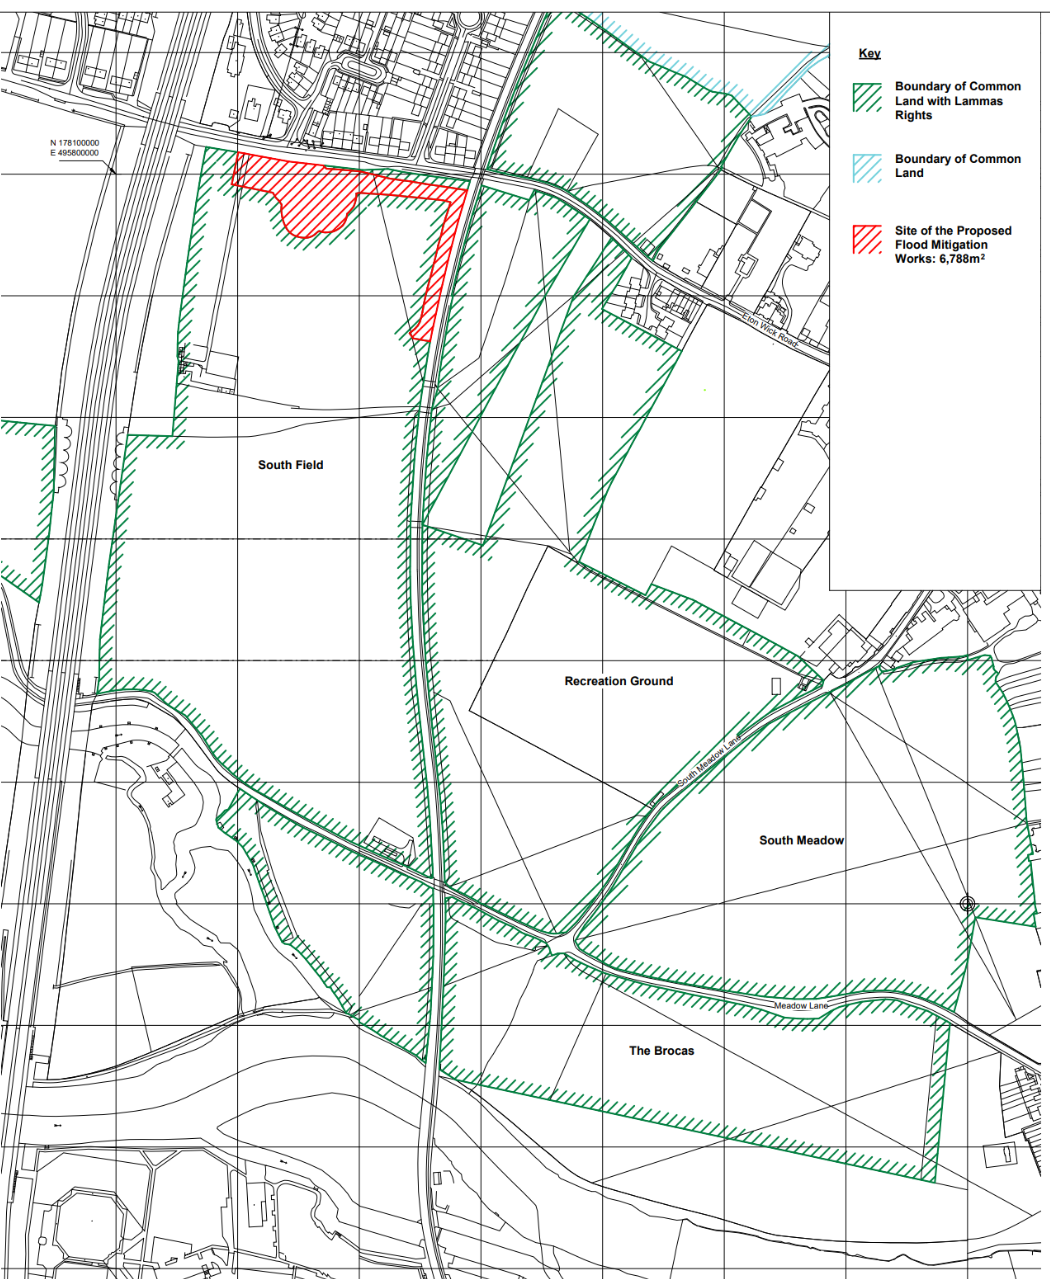 Key
Boundary of Common
Land with Lammas
Rights
Boundary of Common
Land
Site of the Proposed
Flood Mitigation
Works: 6,788m²
N 178100000
E 495800000
Eton Wick Road
South Field
Recreation Ground
South Meadow Lane
South Meadow
Meadow Lane
The Brocas